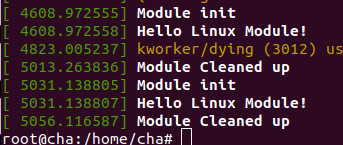 [ 4608.972555] Module init
[ 4608.972558] Hello Linux Module!
[ 4823.005237] kworker/dying (3012) us
[ 5013.263836] Module Cleaned up
[ 5031.138805] Module init
[ 5031.138807] Hello Linux Module!
[ 5056.116587] Module Cleaned up
root@cha:/home/cha#